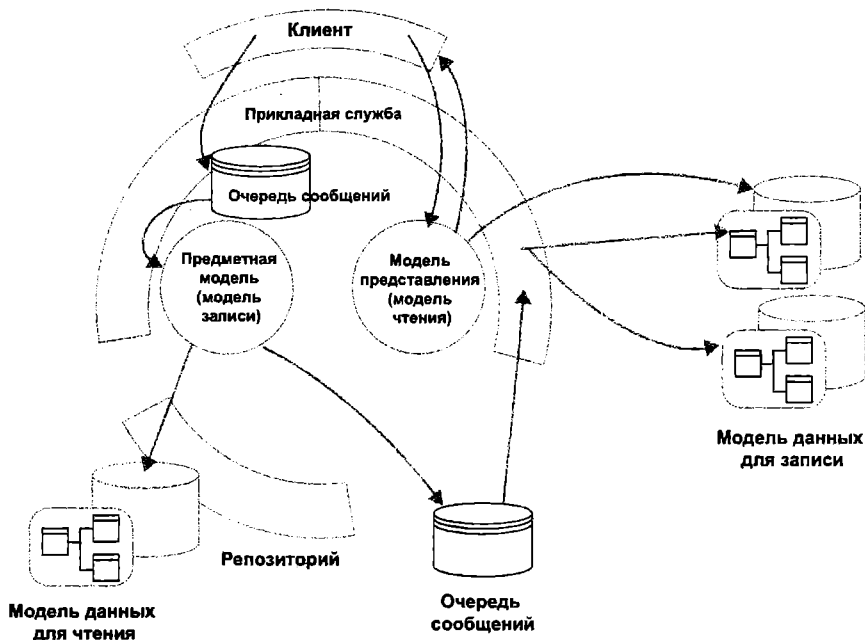 Клиент
Прикладная служба
Очередь сообщений
Предметная
модель
(модель
записи)
Модель
представления
(модель
чтения)
Модель данных
для записи
Репозиторий
Модель данных
для чтения
Очередь
сообщений